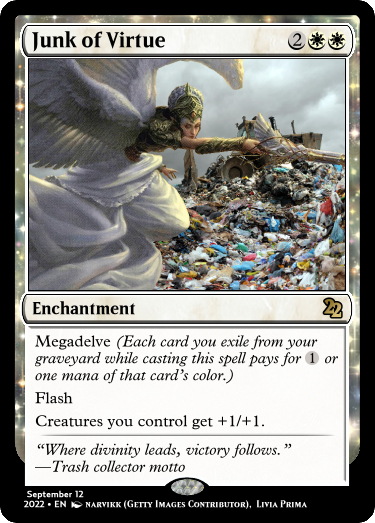 Junk of Virtue 2
Enchantment
Megadelve (Each card you exile from your
graveyard while casting this spell pays for 1 or
one mana of that card's color.)
Flash
Creatures you control get +1/+1.
"Where divinity leads, victory follows."
—Trash collector motto
September 12
2022 • EN NARVIKK (GETTY IMAGES CONTRIBUTOR), LIVIA PRIMA